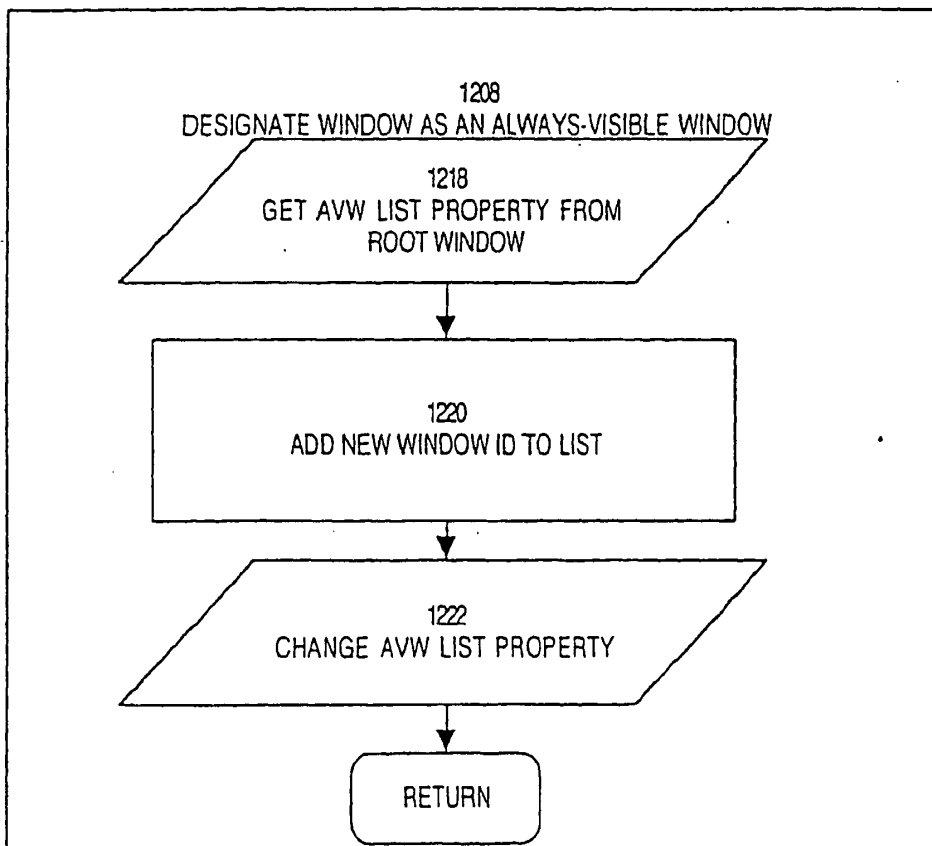 1208
DESIGNATE WINDOW AS AN ALWAYS-VISIBLE WINDOW
1218
GET AVW LIST PROPERTY FROM
ROOT WINDOW
1220
ADD NEW WINDOW ID TO LIST
1222
CHANGE AVW LIST PROPERTY
RETURN